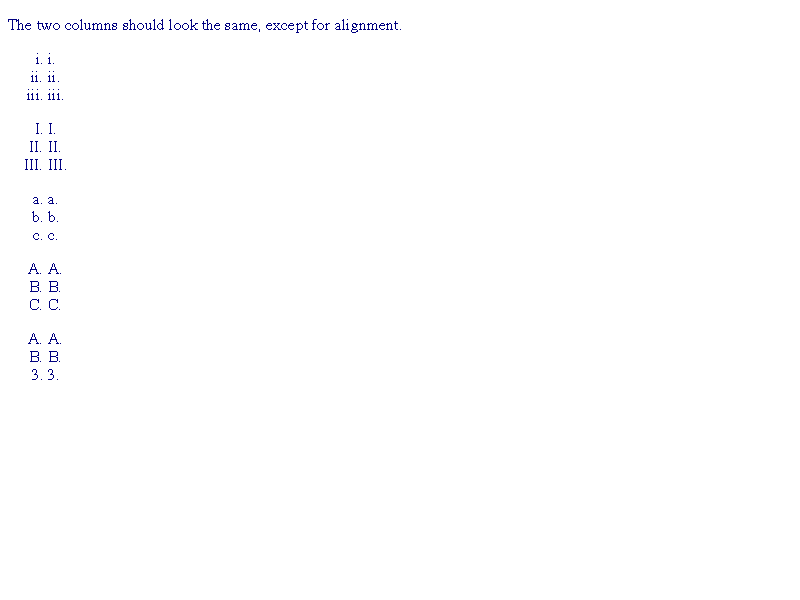 The two columns should look the same, except for alignment.
i. i.
ii. ii.
iii. iii.
I. I.
II. II.
III. III.
a. a.
b. b.
c. c.
A. A.
B. B.
C. C.
A. A.
B. B.
3. 3.